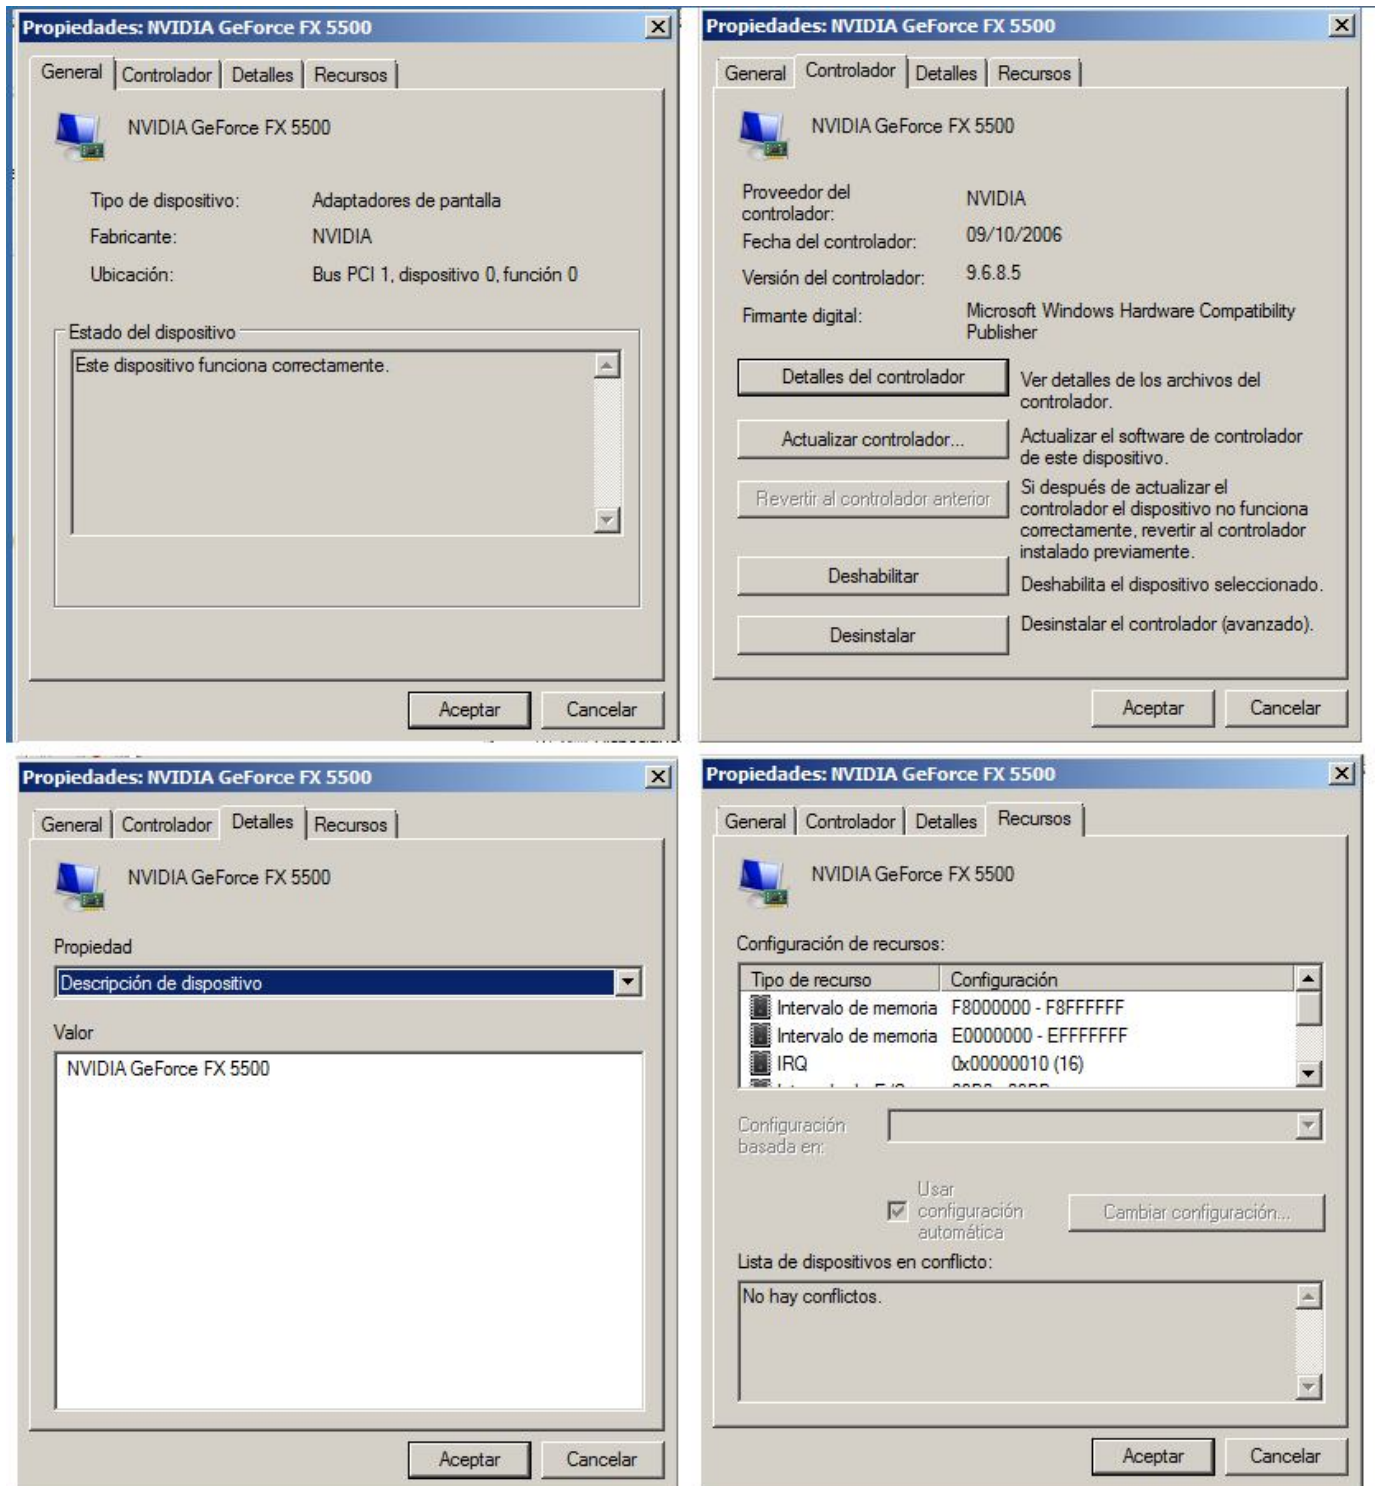 Propiedades: NVIDIA GeForce FX 5500
General Controlador Detalles Recursos
NVIDIA GeForce FX 5500
Tipo de dispositivo: Adaptadores de pantalla
Fabricante: NVIDIA
Ubicación: Bus PCI 1, dispositivo 0, función 0
Estado del dispositivo
Este dispositivo funciona correctamente.
Aceptar Cancelar
Propiedades: NVIDIA GeForce FX 5500
General Controlador Detalles Recursos
NVIDIA GeForce FX 5500
Proveedor del
controlador:
NVIDIA
Fecha del controlador: 09/10/2006
Versión del controlador: 9.6.8.5
Firmante digital: Microsoft Windows Hardware Compatibility
Publisher
Detalles del controlador
Ver detalles de los archivos del
controlador.
Actualizar controlador...
Actualizar el software de controlador
de este dispositivo.
Revertir al controlador anterior
Si después de actualizar el
controlador el dispositivo no funciona
correctamente, revertir al controlador
instalado previamente.
Deshabilitar
Deshabilita el dispositivo seleccionado.
Desinstalar
Desinstalar el controlador (avanzado).
Aceptar Cancelar
Propiedades: NVIDIA GeForce FX 5500
General Controlador Detalles Recursos
NVIDIA GeForce FX 5500
Propiedad
Descripción de dispositivo
Valor
NVIDIA GeForce FX 5500
Aceptar Cancelar
Propiedades: NVIDIA GeForce FX 5500
General Controlador Detalles Recursos
NVIDIA GeForce FX 5500
Configuración de recursos:
Tipo de recurso Configuración
Intervalo de memoria F8000000 - F8FFFFFF
Intervalo de memoria E0000000 - EFFFFFFF
IRQ 0x00000010 (16)
Configuración
basada en:
Usar
configuración
automática
Cambiar configuración...
Lista de dispositivos en conflicto:
No hay conflictos.
Aceptar Cancelar